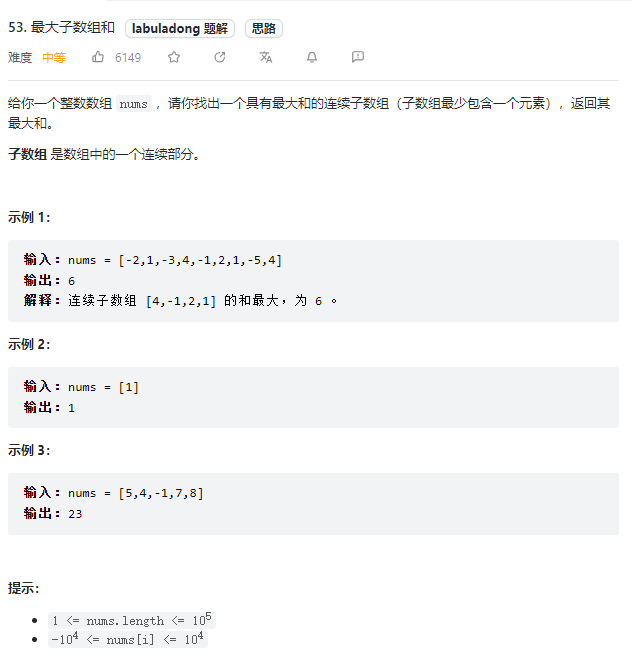 53. 最大子数组和 labuladong 题解 思路
难度 中等 6149
给你一个整数数组 nums ，请你找出一个具有最大和的连续子数组（子数组最少包含一个元素），返回其
最大和。
子数组 是数组中的一个连续部分。
示例 1：
输入：nums = [-2,1,-3,4,-1,2,1,-5,4]
输出：6
解释：连续子数组 [4,-1,2,1] 的和最大，为 6 。
示例 2：
输入：nums = [1]
输出：1
示例 3：
输入：nums = [5,4,-1,7,8]
输出：23
提示：
• 1 <= nums.length <= 10⁵
• -10⁴ <= nums[i] <= 10⁴